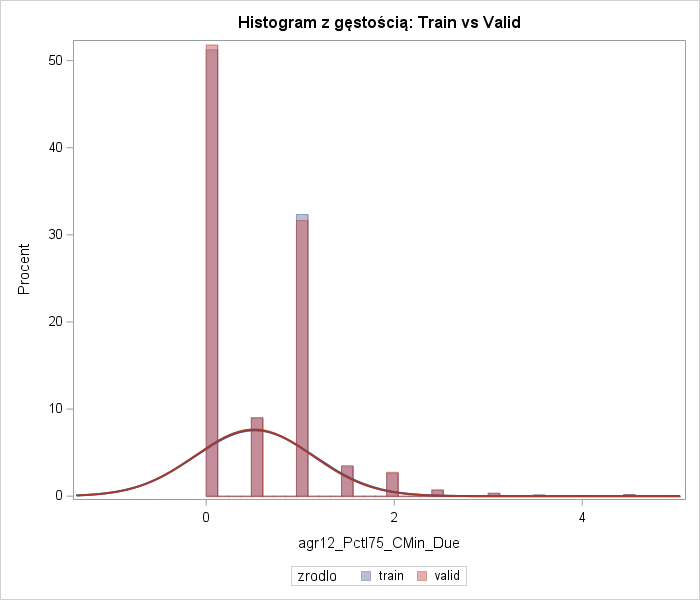 Histogram z gęstością: Train vs Valid
50
40
30
20
10
0
Procent
0 2 4
agr12_Pctl75_CMin_Due
zrodlo train valid